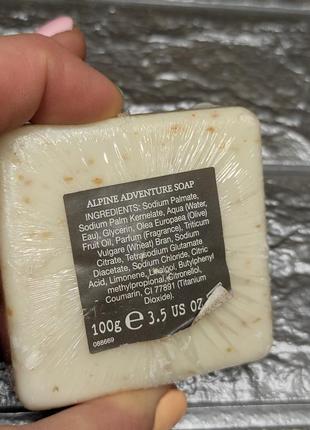 ALPINE ADVENTURE SOAP
INGREDIENTS: Sodium Palmate,
Sodium Palm Kernelate, Aqua (Water,
Eau), Glycerin, Olea Europaea (Olive)
Fruit Oil, Parfum (Fragrance), Triticum
Vulgare (Wheat) Bran, Sodium
Citrate, Tetrasodium Glutamate
Diacetate, Sodium Chloride, Citric
Acid, Limonene, Linalool, Butylphenyl
methylpropional, Citronellol,
Coumarin, CI 77891 (Titanium
Dioxide).
100g e 3.5 US OZ
088669